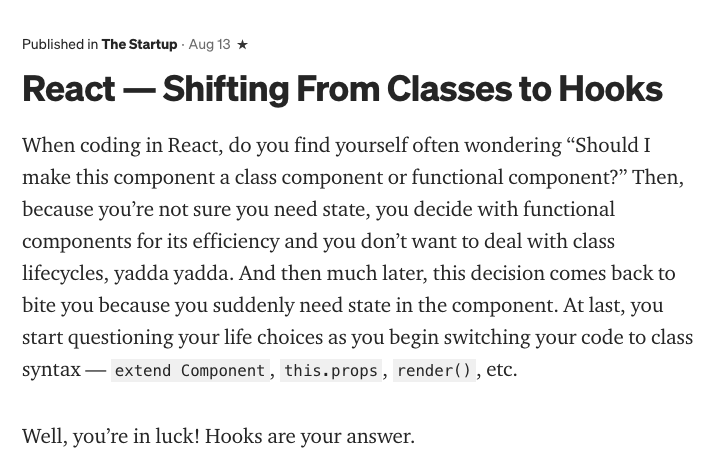 Published in The Startup · Aug 13 ★
React — Shifting From Classes to Hooks
When coding in React, do you find yourself often wondering “Should I
make this component a class component or functional component?” Then,
because you’re not sure you need state, you decide with functional
components for its efficiency and you don’t want to deal with class
lifecycles, yadda yadda. And then much later, this decision comes back to
bite you because you suddenly need state in the component. At last, you
start questioning your life choices as you begin switching your code to class
syntax — extend Component, this.props, render(), etc.
Well, you’re in luck! Hooks are your answer.